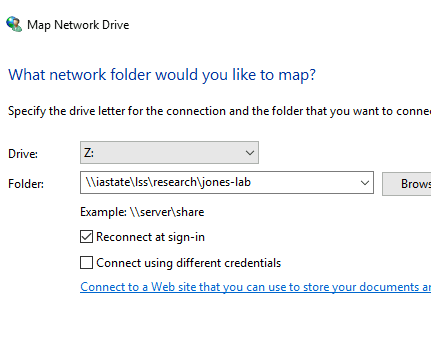 Map Network Drive
What network folder would you like to map?
Specify the drive letter for the connection and the folder that you want to conne
Drive: Z:
Folder: \\iastate\lss\research\jones-lab Brows
Example: \\server\share
Reconnect at sign-in
Connect using different credentials
Connect to a Web site that you can use to store your documents a